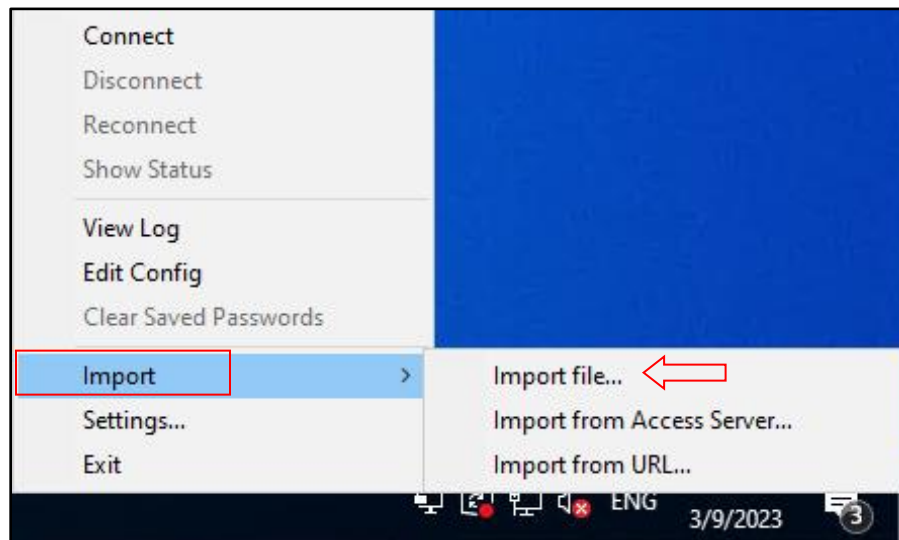 Connect
Disconnect
Reconnect
Show Status
View Log
Edit Config
Clear Saved Passwords
Import
Import file...
Settings...
Import from Access Server...
Exit
Import from URL...
ENG
3/9/2023
3